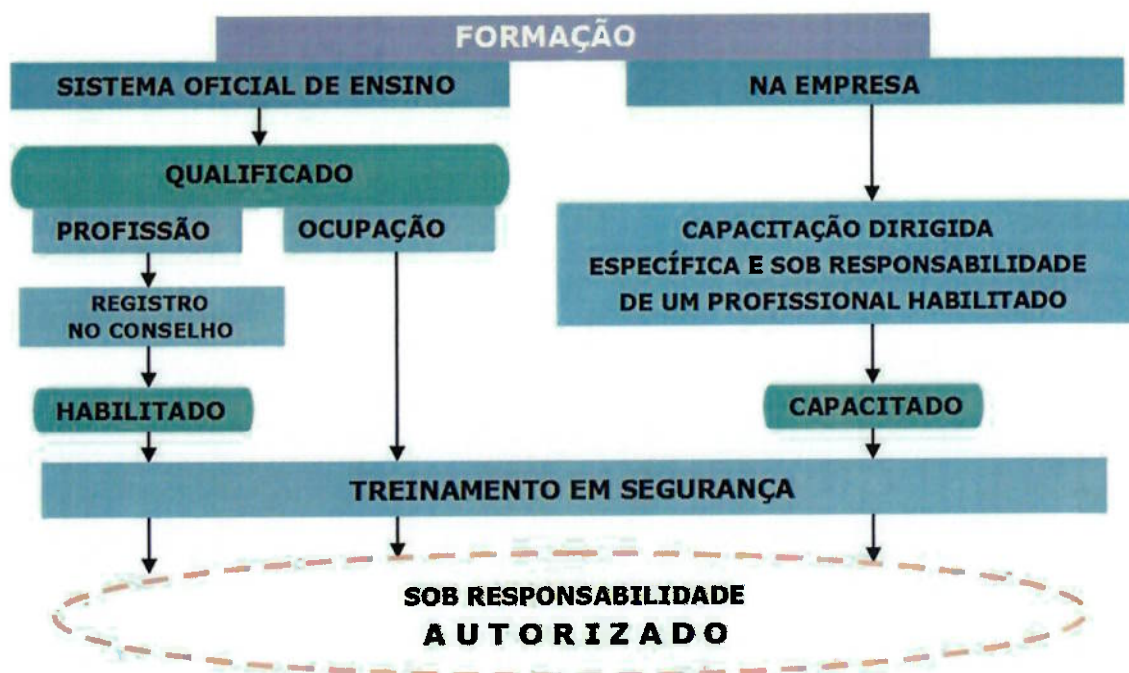 FORMAÇÃO
SISTEMA OFICIAL DE ENSINO
NA EMPRESA
QUALIFICADO
PROFISSÃO
OCUPAÇÃO
REGISTRO
NO CONSELHO
HABILITADO
CAPACITAÇÃO DIRIGIDA
ESPECÍFICA E SOB RESPONSABILIDADE
DE UM PROFISSIONAL HABILITADO
CAPACITADO
TREINAMENTO EM SEGURANÇA
SOB RESPONSABILIDADE
AUTORIZADO